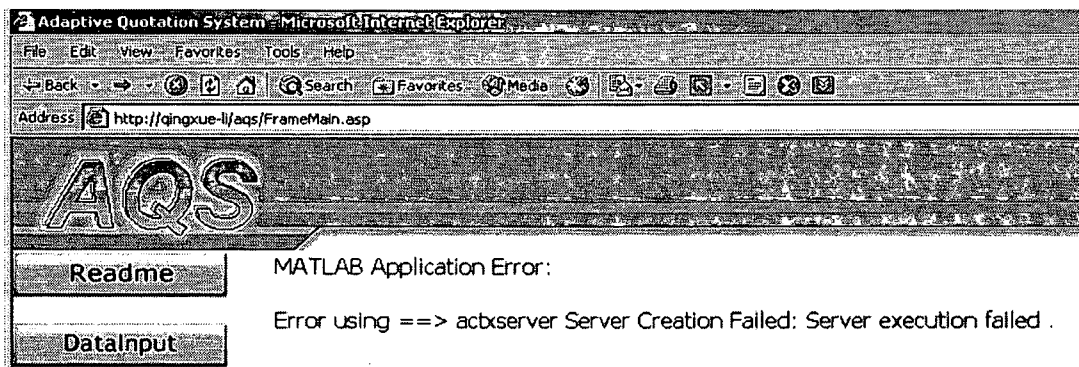 Adaptive Quotation System - Microsoft Internet Explorer
File Edit View Favorites Tools Help
Back Search Favorites Media
Address http://qingxue-li/aqs/FrameMain.asp
AQS
Readme
MATLAB Application Error:
Error using ==> actxserver Server Creation Failed: Server execution failed .
DataInput